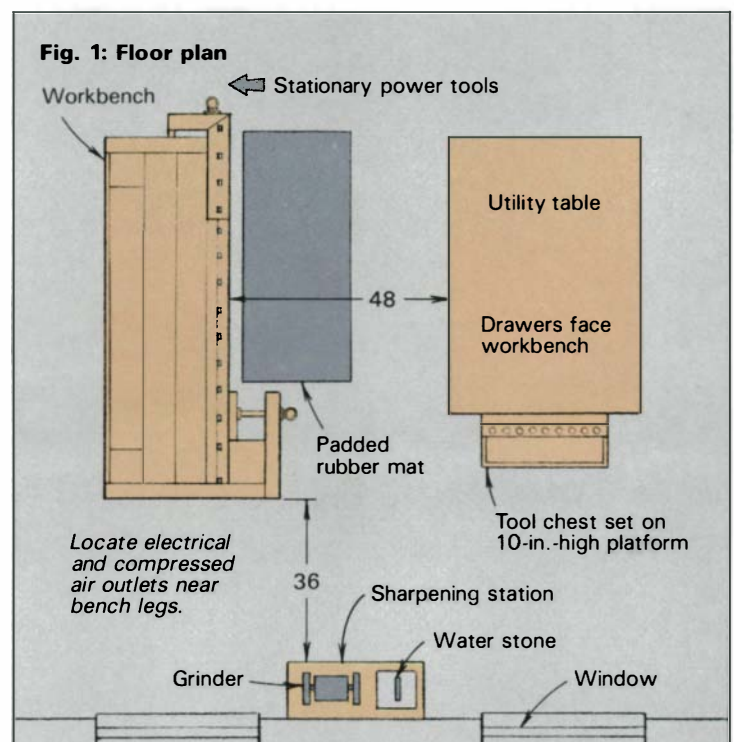 Fig. 1: Floor plan
Stationary power tools
Workbench
Utility table
48
Drawers face
workbench
Padded
rubber mat
Tool chest set on
10-in.-high platform
Locate electrical
and compressed
air outlets near
bench legs.
36
Sharpening station
Water stone
Grinder
Window